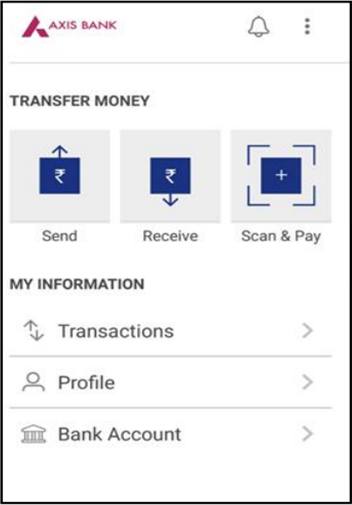 AXIS BANK
TRANSFER MONEY
₹ ₹
Send Receive Scan & Pay
MY INFORMATION
Transactions
Profile
Bank Account